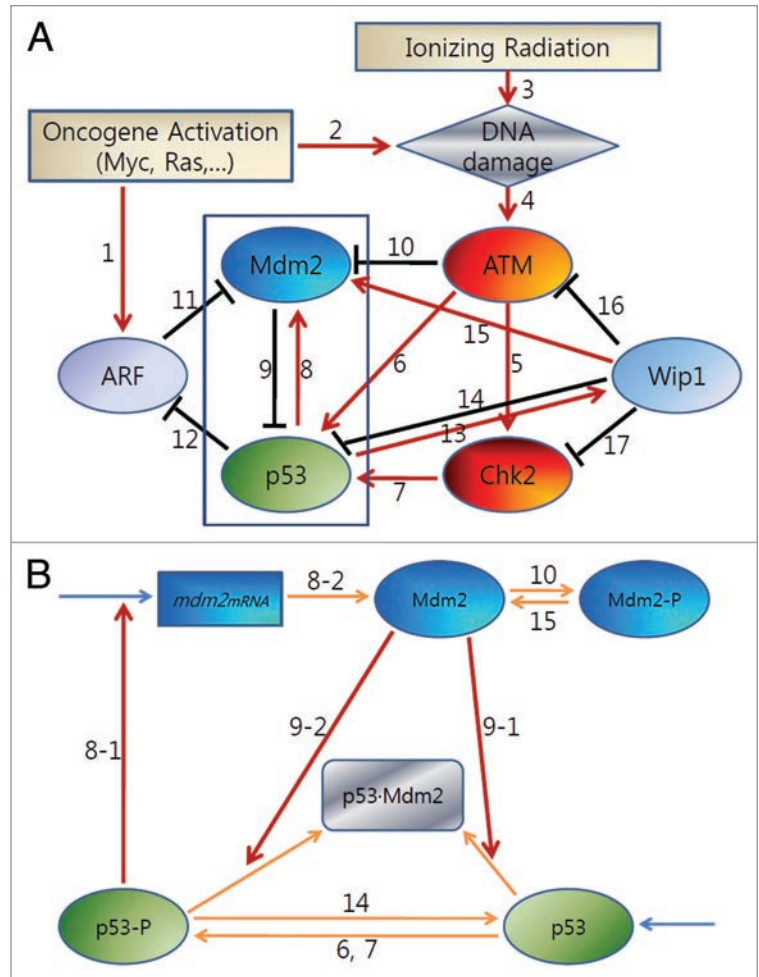 A
Ionizing Radiation
3
Oncogene Activation
(Myc, Ras,...)
2
DNA
damage
4
1
Mdm2
10
ATM
11
15
16
ARF
9
8
6
5
Wip1
14
12
13
17
p53
7
Chk2
B
mdm2mRNA
8-2
Mdm2
10
15
Mdm2-P
9-2
9-1
8-1
p53·Mdm2
p53-P
14
6, 7
p53